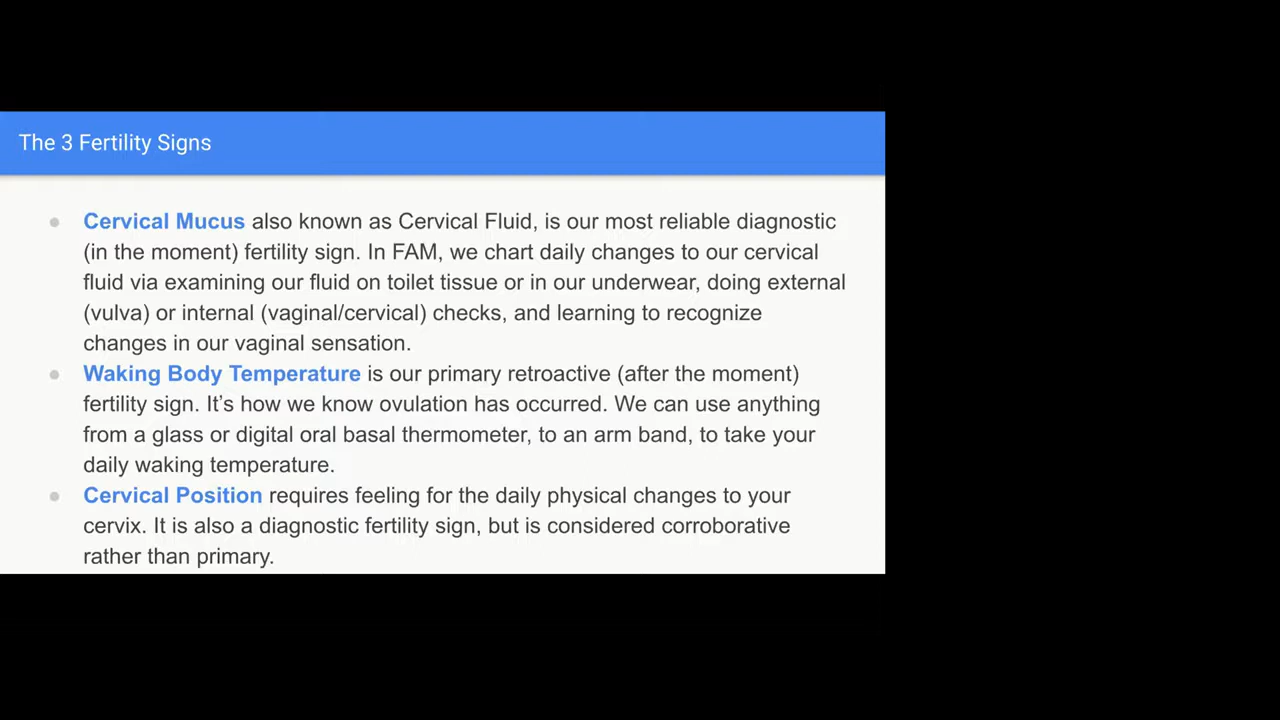 The 3 Fertility Signs
● Cervical Mucus also known as Cervical Fluid, is our most reliable diagnostic
(in the moment) fertility sign. In FAM, we chart daily changes to our cervical
fluid via examining our fluid on toilet tissue or in our underwear, doing external
(vulva) or internal (vaginal/cervical) checks, and learning to recognize
changes in our vaginal sensation.
● Waking Body Temperature is our primary retroactive (after the moment)
fertility sign. It’s how we know ovulation has occurred. We can use anything
from a glass or digital oral basal thermometer, to an arm band, to take your
daily waking temperature.
● Cervical Position requires feeling for the daily physical changes to your
cervix. It is also a diagnostic fertility sign, but is considered corroborative
rather than primary.